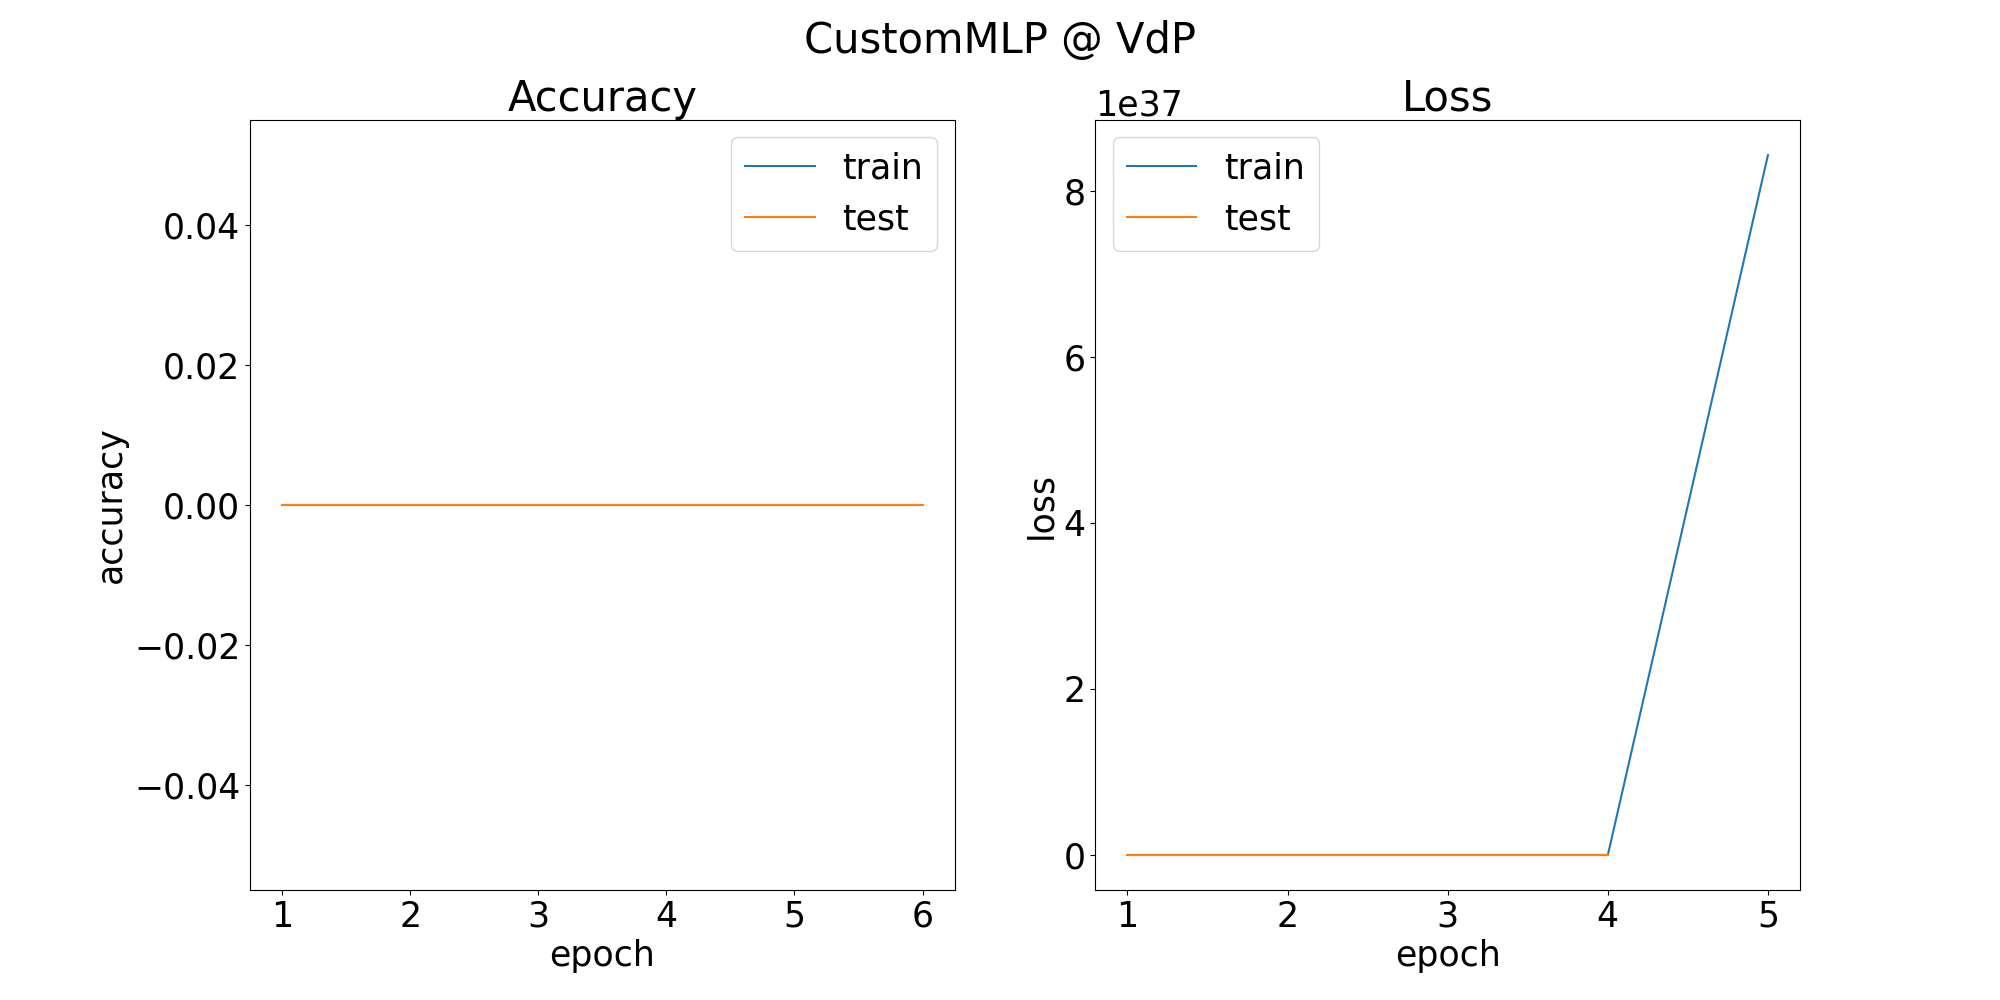 CustomMLP @ VdP
Accuracy
train
test
0.04
0.02
0.00
−0.02
−0.04
accuracy
1 2 3 4 5 6
epoch
Loss
1e37
train
test
8
6
4
2
0
loss
1 2 3 4 5
epoch